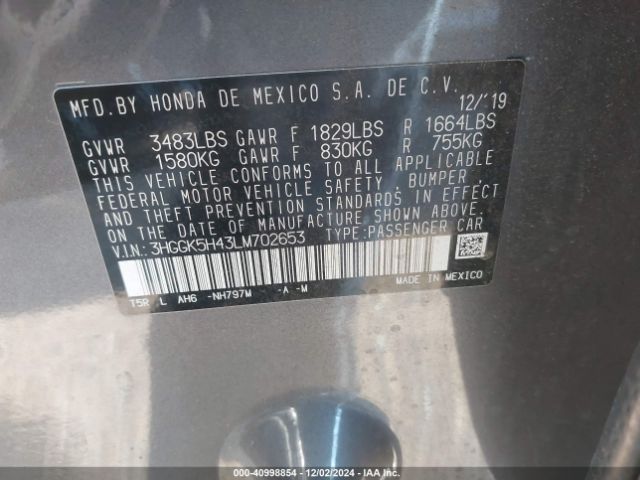 MFD.BY HONDA DE MEXICO S.A. DE C.V. 12/'19
GVWR 3483LBS GAWR F 1829LBS R 1664LBS
GVWR 1580KG GAWR F 830KG R 755KG
THIS VEHICLE CONFORMS TO ALL APPLICABLE
FEDERAL MOTOR VEHICLE SAFETY, BUMPER,
AND THEFT PREVENTION STANDARDS IN EFFECT
ON THE DATE OF MANUFACTURE SHOWN ABOVE.
V.I.N.: 3HGGK5H43LM702653 TYPE:PASSENGER CAR
MADE IN MEXICO
T5R L AH6 -NH797M -A -M
000-40998854 - 12/02/2024 - IAA Inc.